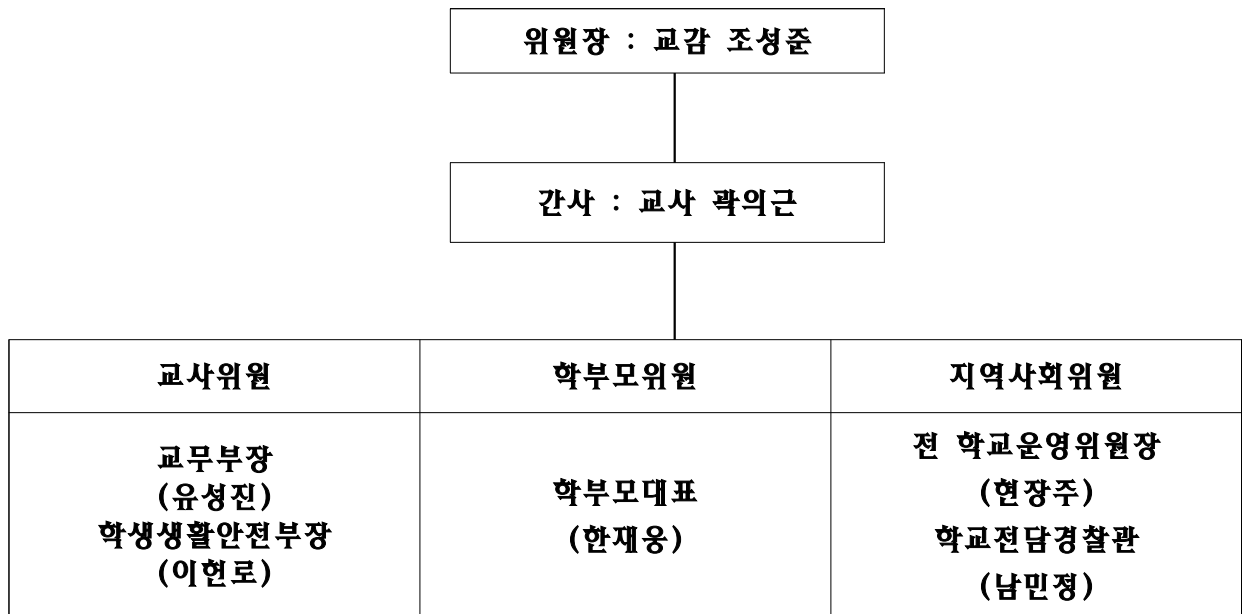 위원장 : 교감 조성준
간사 : 교사 곽의근
교사위원
학부모위원
지역사회위원
교무부장
(유성진)
학생생활안전부장
(이헌로)
학부모대표
(한재웅)
전 학교운영위원장
(현장주)
학교전담경찰관
(남민정)